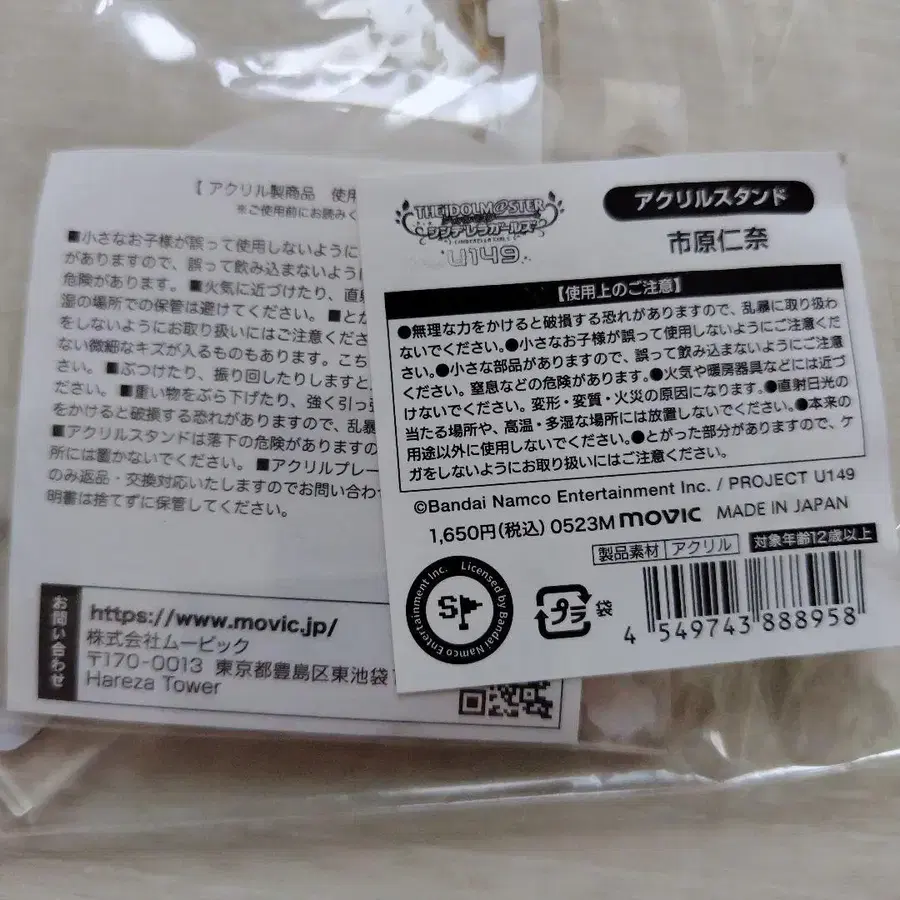 【アクリル製商品 使用
※ご使用前にお読みく
■小さなお子様が誤って使用しないように
がありますので、誤って飲み込まないように
危険があります。■火気に近づけたり、直射
湿の場所での保管は避けてください。■とが
をしないようにお取り扱いにはご注意くださ
ない微細なキズが入るものもあります。こち
さい。■ぶつけたり、振り回したりしますと、
ださい。■重い物をぶら下げたり、強く引っ張
をかけると破損する恐れがありますので、乱暴
■アクリルスタンドは落下の危険がありますの
所には置かないでください。■アクリルプレー
のみ返品・交換対応いたしますのでお問い合わせ
明書は捨てずに保管してください。
お問い合わせ
https://www.movic.jp/
株式会社ムービック
〒170-0013 東京都豊島区東池袋1
Hareza Tower
THE IDOLM@STER
シンデレラガールズ
CINDERELLA GIRLS
U149
アクリルスタンド
市原仁奈
【使用上のご注意】
●無理な力をかけると破損する恐れがありますので、乱暴に取り扱わ
ないでください。●小さなお子様が誤って使用しないようにご注意くだ
さい。●小さな部品がありますので、誤って飲み込まないようにご注意
ください。窒息などの危険があります。●火気や暖房器具などには近づ
けないでください。変形・変質・火災の原因になります。●直射日光の
当たる場所や、高温・多湿な場所には放置しないでください。●本来の
用途以外に使用しないでください。●とがった部分がありますので、ケ
ガをしないようにお取り扱いにはご注意ください。
©Bandai Namco Entertainment Inc. / PROJECT U149
1,650円(税込) 0523M movic MADE IN JAPAN
製品素材 アクリル 対象年齢12歳以上
Licensed by Bandai Namco Entertainment Inc.
S
プラ 袋
4 549743 888958